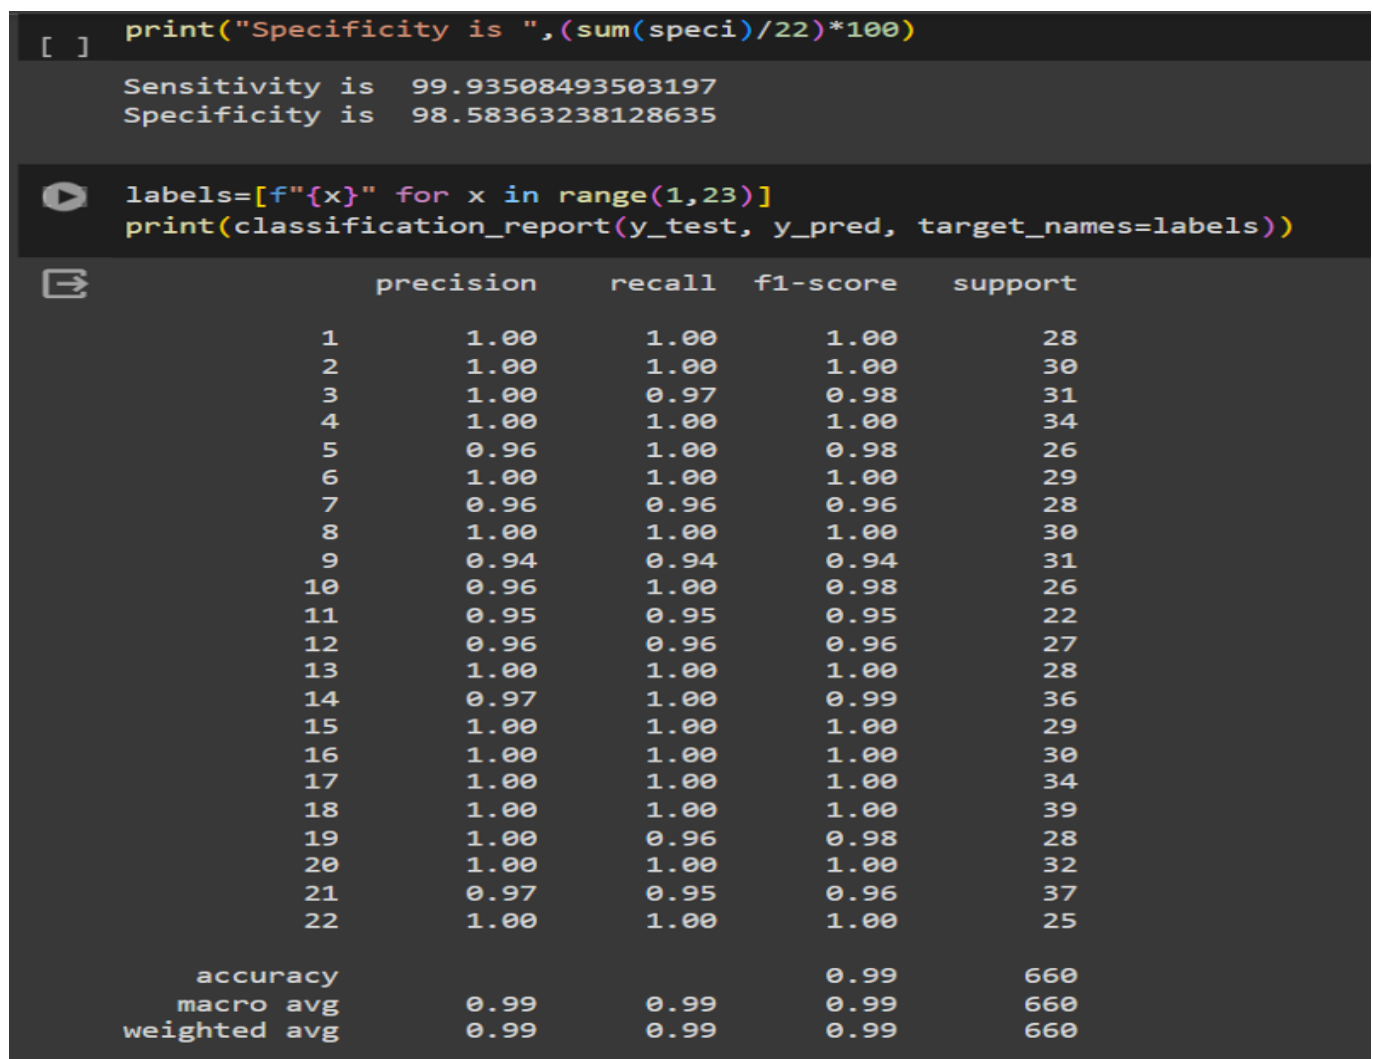 print("Specificity is ",(sum(speci)/22)*100)
[ ]
Sensitivity is  99.93508493503197
Specificity is  98.58363238128635
labels=[f"{x}" for x in range(1,23)]
print(classification_report(y_test, y_pred, target_names=labels))
precision recall f1-score support
1 1.00 1.00 1.00 28
2 1.00 1.00 1.00 30
3 1.00 0.97 0.98 31
4 1.00 1.00 1.00 34
5 0.96 1.00 0.98 26
6 1.00 1.00 1.00 29
7 0.96 0.96 0.96 28
8 1.00 1.00 1.00 30
9 0.94 0.94 0.94 31
10 0.96 1.00 0.98 26
11 0.95 0.95 0.95 22
12 0.96 0.96 0.96 27
13 1.00 1.00 1.00 28
14 0.97 1.00 0.99 36
15 1.00 1.00 1.00 29
16 1.00 1.00 1.00 30
17 1.00 1.00 1.00 34
18 1.00 1.00 1.00 39
19 1.00 0.96 0.98 28
20 1.00 1.00 1.00 32
21 0.97 0.95 0.96 37
22 1.00 1.00 1.00 25
accuracy 0.99 660
macro avg 0.99 0.99 0.99 660
weighted avg 0.99 0.99 0.99 660